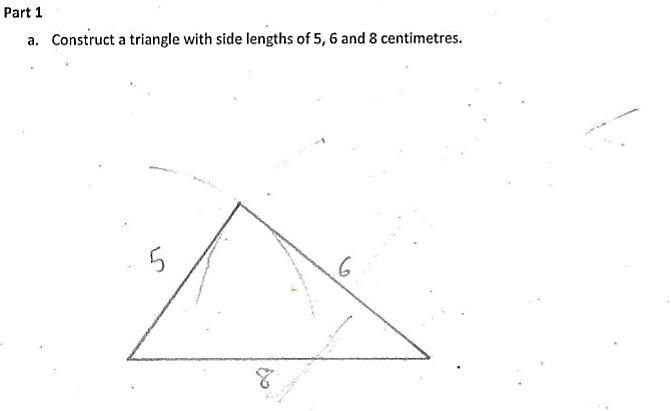 Part 1
a. Construct a triangle with side lengths of 5, 6 and 8 centimetres.
5
6
8